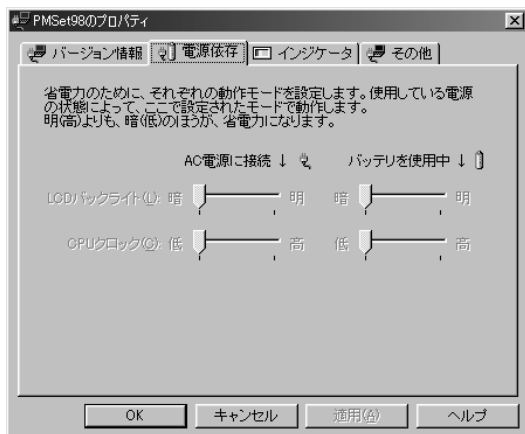 PMSet98のプロパティ
バージョン情報 電源依存 インジケータ その他
省電力のために、それぞれの動作モードを設定します。使用している電源
の状態によって、ここで設定されたモードで動作します。
明(高)よりも、暗(低)のほうが、省電力になります。
AC電源に接続 ↓ バッテリを使用中 ↓
LCDバックライト(L): 暗 明 暗 明
CPUクロック(C): 低 高 低 高
OK キャンセル 適用(A) ヘルプ